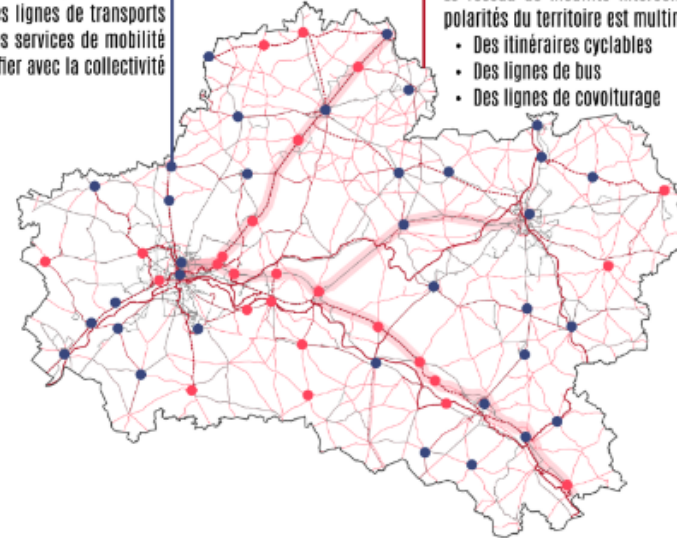 es lignes de transports
s services de mobilité
fier avec la collectivité
polarités du territoire est multim
• Des itinéraires cyclables
• Des lignes de bus
• Des lignes de covoiturage